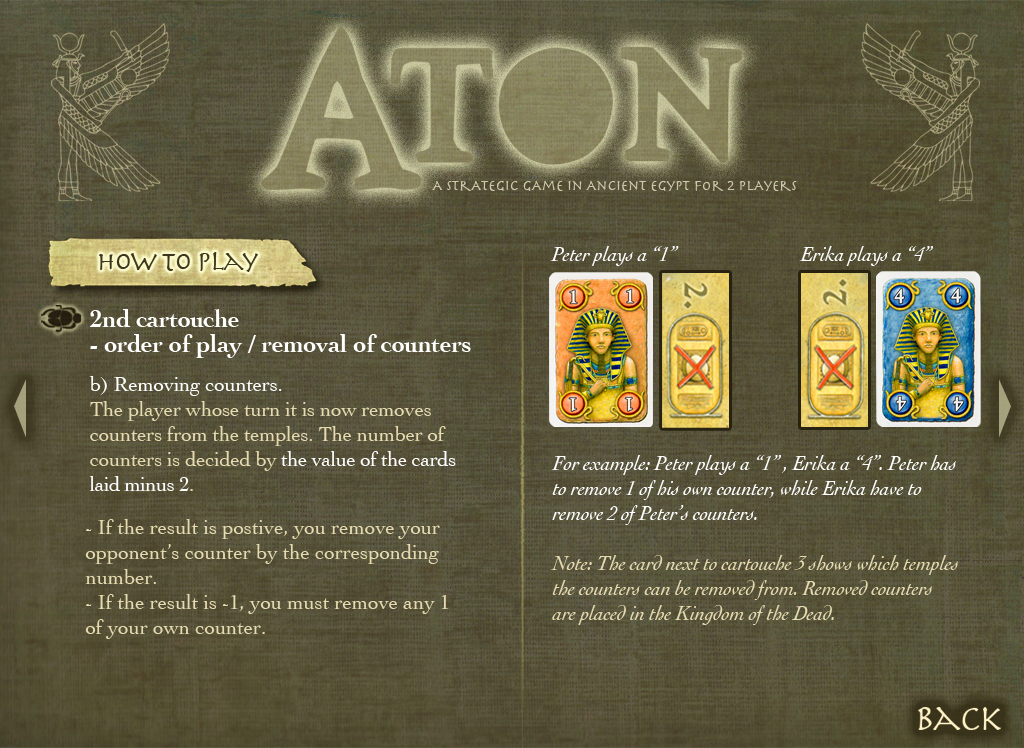 ATON
A STRATEGIC GAME IN ANCIENT EGYPT FOR 2 PLAYERS
HOW TO PLAY
2nd cartouche
- order of play / removal of counters
b) Removing counters.
The player whose turn it is now removes
counters from the temples. The number of
counters is decided by the value of the cards
laid minus 2.
- If the result is postive, you remove your
opponent's counter by the corresponding
number.
- If the result is -1, you must remove any 1
of your own counter.
Peter plays a "1"
Erika plays a "4"
1 1
2.
1 1
2.
4 4
4 4
For example: Peter plays a "1" , Erika a "4". Peter has
to remove 1 of his own counter, while Erika have to
remove 2 of Peter's counters.
Note: The card next to cartouche 3 shows which temples
the counters can be removed from. Removed counters
are placed in the Kingdom of the Dead.
BACK